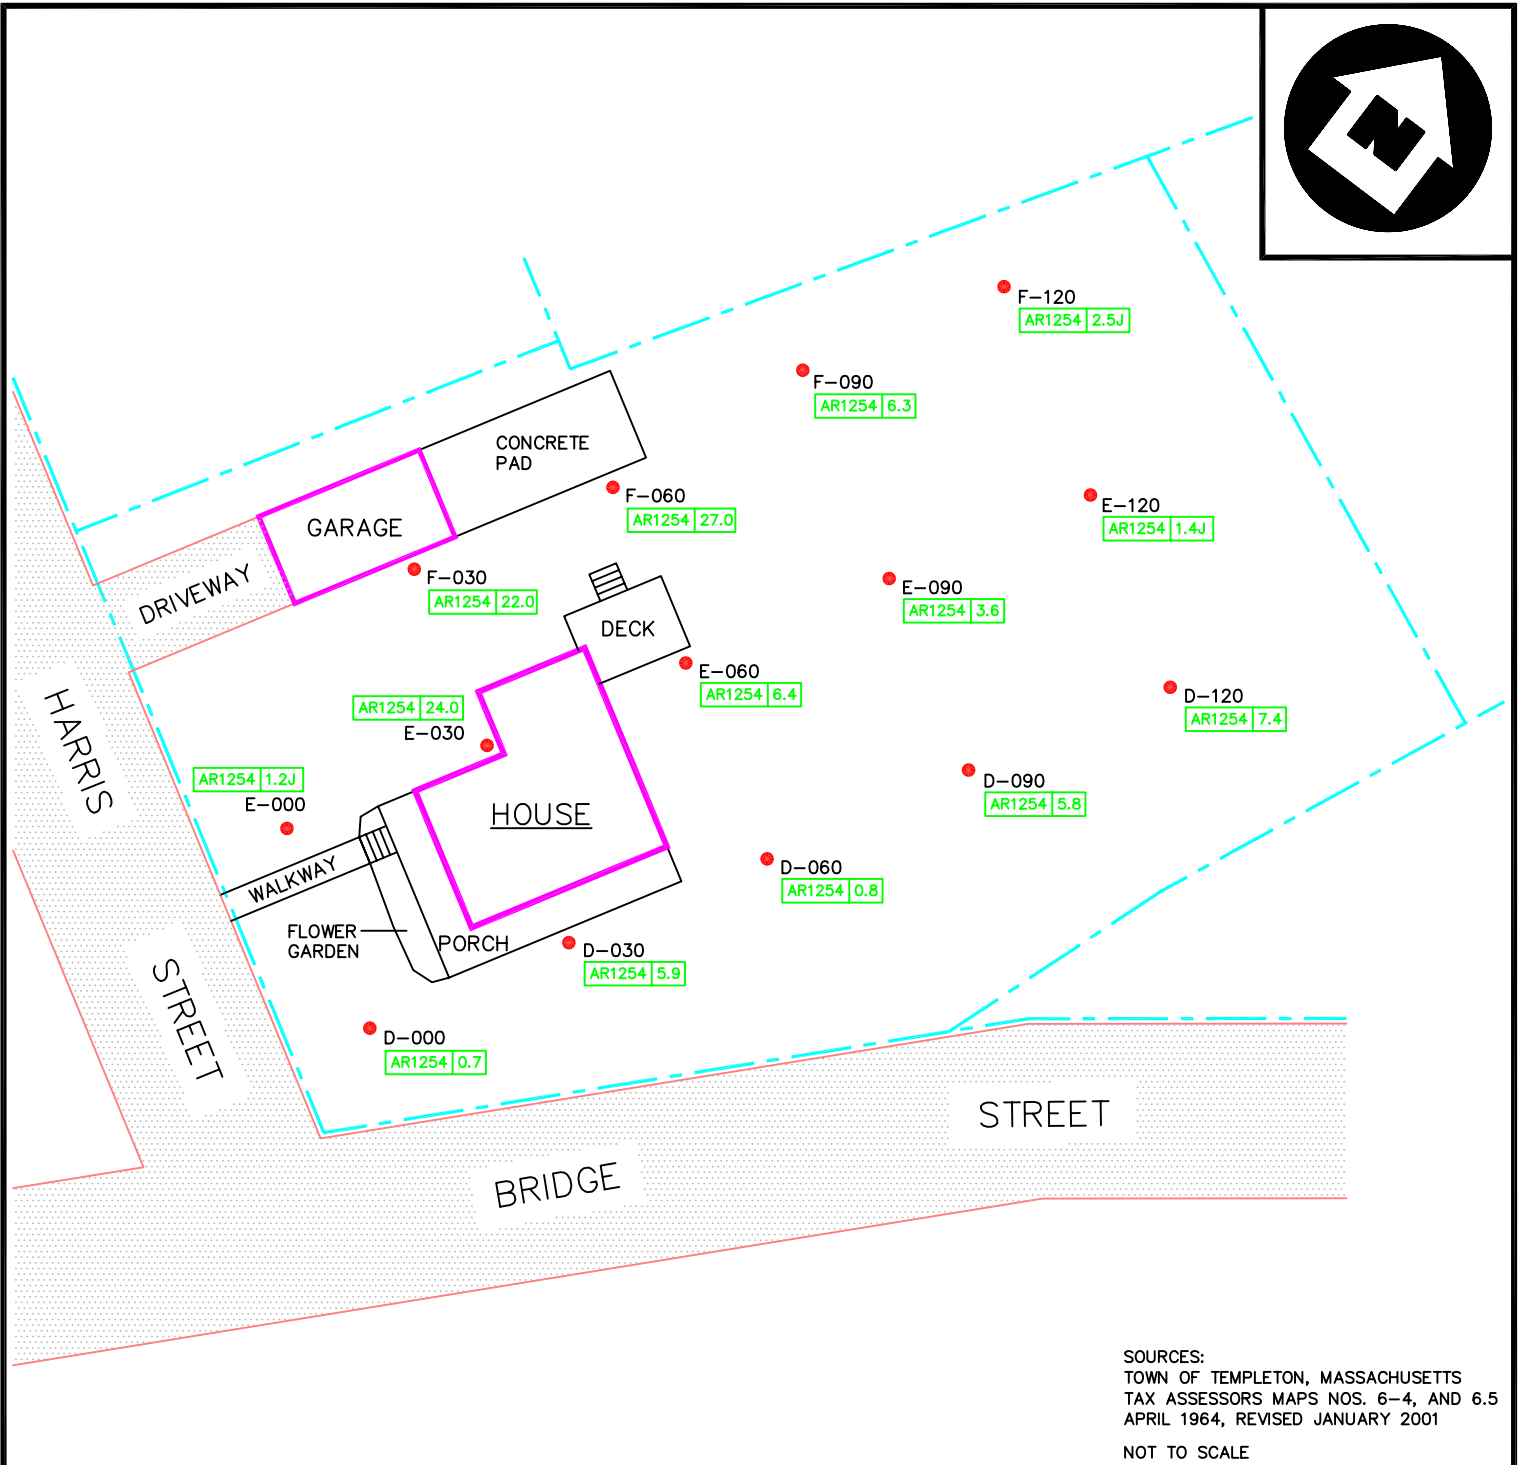 N
F-120
AR1254 2.5J
F-090
AR1254 6.3
CONCRETE
PAD
F-060
AR1254 27.0
E-120
AR1254 1.4J
GARAGE
F-030
AR1254 22.0
DRIVEWAY
E-090
AR1254 3.6
DECK
E-060
AR1254 6.4
D-120
AR1254 7.4
AR1254 24.0
E-030
HARRIS
STREET
AR1254 1.2J
E-000
D-090
AR1254 5.8
HOUSE
WALKWAY
D-060
AR1254 0.8
FLOWER
GARDEN
PORCH
D-030
AR1254 5.9
D-000
AR1254 0.7
BRIDGE
STREET
SOURCES:
TOWN OF TEMPLETON, MASSACHUSETTS
TAX ASSESSORS MAPS NOS. 6-4, AND 6.5
APRIL 1964, REVISED JANUARY 2001
NOT TO SCALE